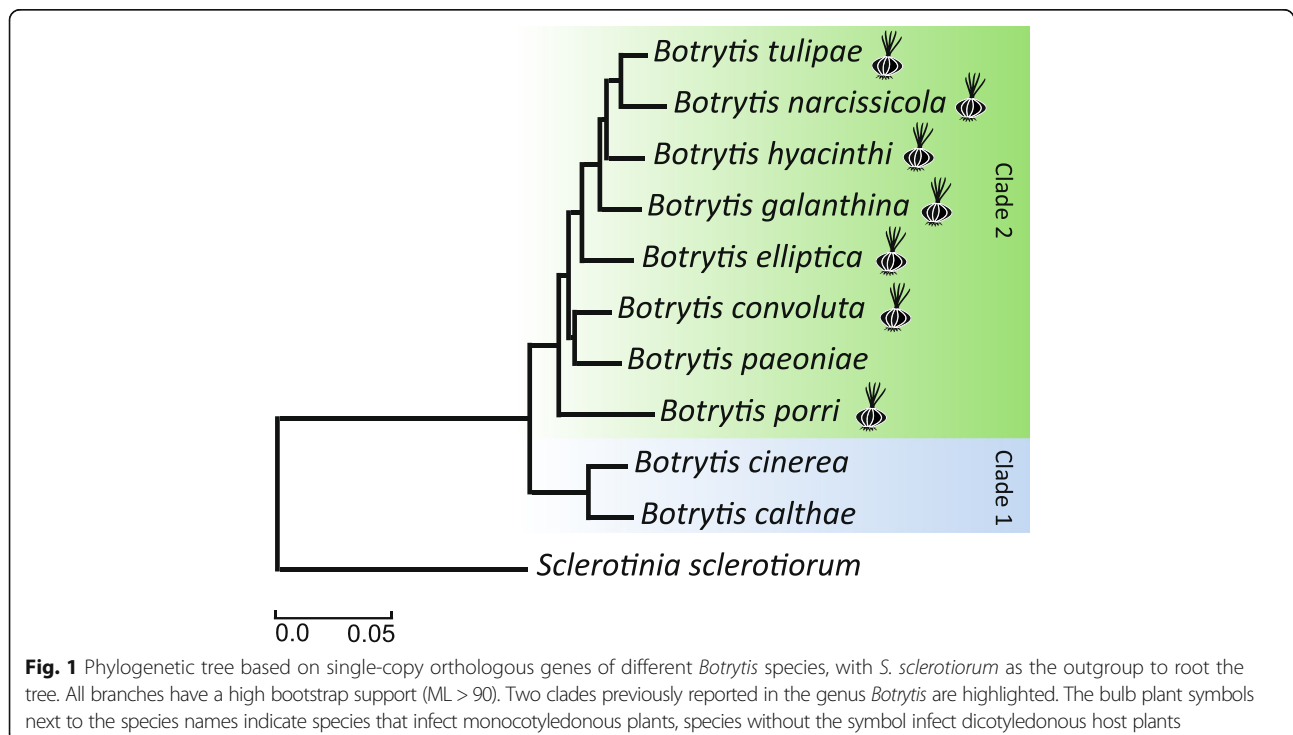 Botrytis tulipae
Botrytis narcissicola
Botrytis hyacinthi
Botrytis galanthina
Botrytis elliptica
Botrytis convoluta
Botrytis paeoniae
Botrytis porri
Clade 2
Botrytis cinerea
Botrytis calthae
Clade 1
Sclerotinia sclerotiorum
0.0 0.05
Fig. 1 Phylogenetic tree based on single-copy orthologous genes of different Botrytis species, with S. sclerotiorum as the outgroup to root the
tree. All branches have a high bootstrap support (ML > 90). Two clades previously reported in the genus Botrytis are highlighted. The bulb plant symbols
next to the species names indicate species that infect monocotyledonous plants, species without the symbol infect dicotyledonous host plants